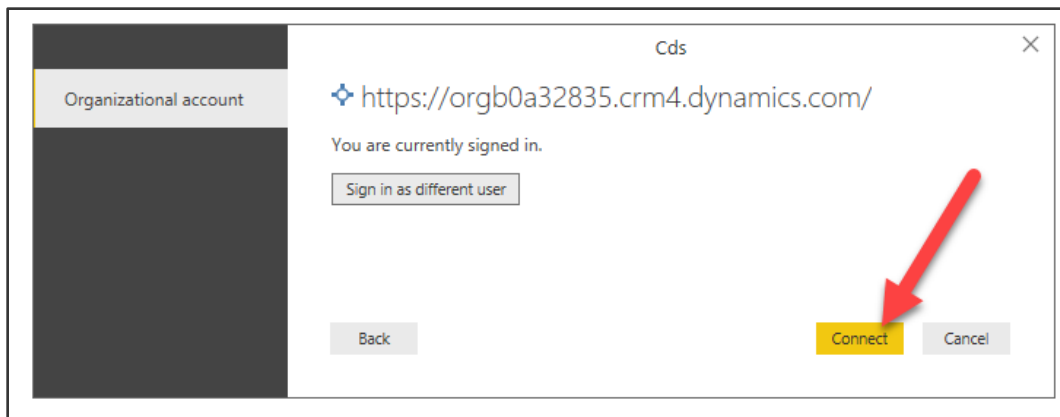 Cds
Organizational account
https://orgb0a32835.crm4.dynamics.com/
You are currently signed in.
Sign in as different user
Back
Connect
Cancel